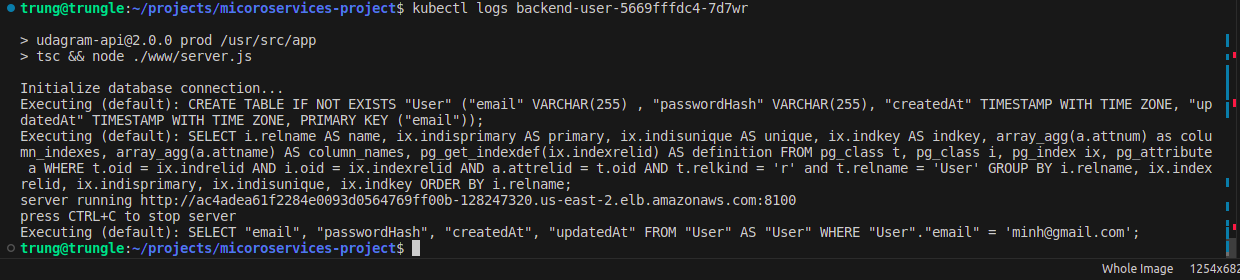 trung@trungle:~/projects/micoroservices-project$ kubectl logs backend-user-5669fffdc4-7d7wr
> udagram-api@2.0.0 prod /usr/src/app
> tsc && node ./www/server.js
Initialize database connection...
Executing (default): CREATE TABLE IF NOT EXISTS "User" ("email" VARCHAR(255) , "passwordHash" VARCHAR(255), "createdAt" TIMESTAMP WITH TIME ZONE, "up
datedAt" TIMESTAMP WITH TIME ZONE, PRIMARY KEY ("email"));
Executing (default): SELECT i.relname AS name, ix.indisprimary AS primary, ix.indisunique AS unique, ix.indkey AS indkey, array_agg(a.attnum) as colu
mn_indexes, array_agg(a.attname) AS column_names, pg_get_indexdef(ix.indexrelid) AS definition FROM pg_class t, pg_class i, pg_index ix, pg_attribute
 a WHERE t.oid = ix.indrelid AND i.oid = ix.indexrelid AND a.attrelid = t.oid AND t.relkind = 'r' and t.relname = 'User' GROUP BY i.relname, ix.index
relid, ix.indisprimary, ix.indisunique, ix.indkey ORDER BY i.relname;
server running http://ac4adea61f2284e0093d0564769ff00b-128247320.us-east-2.elb.amazonaws.com:8100
press CTRL+C to stop server
Executing (default): SELECT "email", "passwordHash", "createdAt", "updatedAt" FROM "User" AS "User" WHERE "User"."email" = 'minh@gmail.com';
trung@trungle:~/projects/micoroservices-project$
Whole Image 1254x682